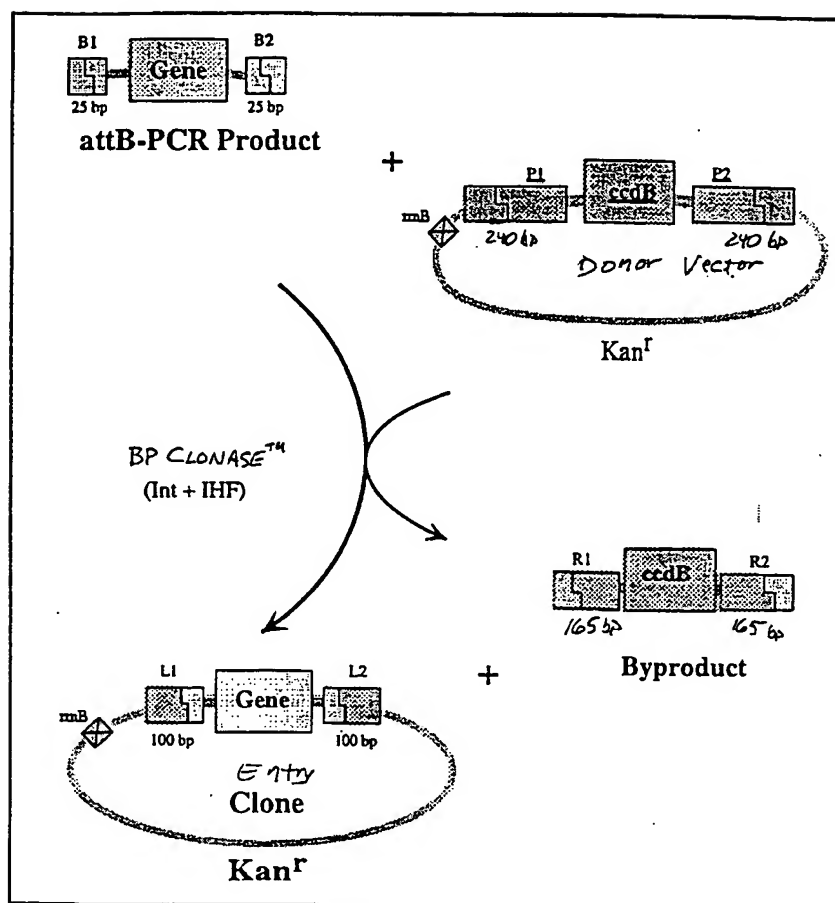 B1 B2
Gene
25 bp 25 bp
attB-PCR Product
+
P1 P2
ccdB
rrnB
240 bp 240 bp
Donor Vector
Kanʳ
BP CLONASE™
(Int + IHF)
R1 R2
ccdB
165 bp 165 bp
+
Byproduct
L1 L2
Gene
rrnB
100 bp 100 bp
Entry
Clone
Kanʳ